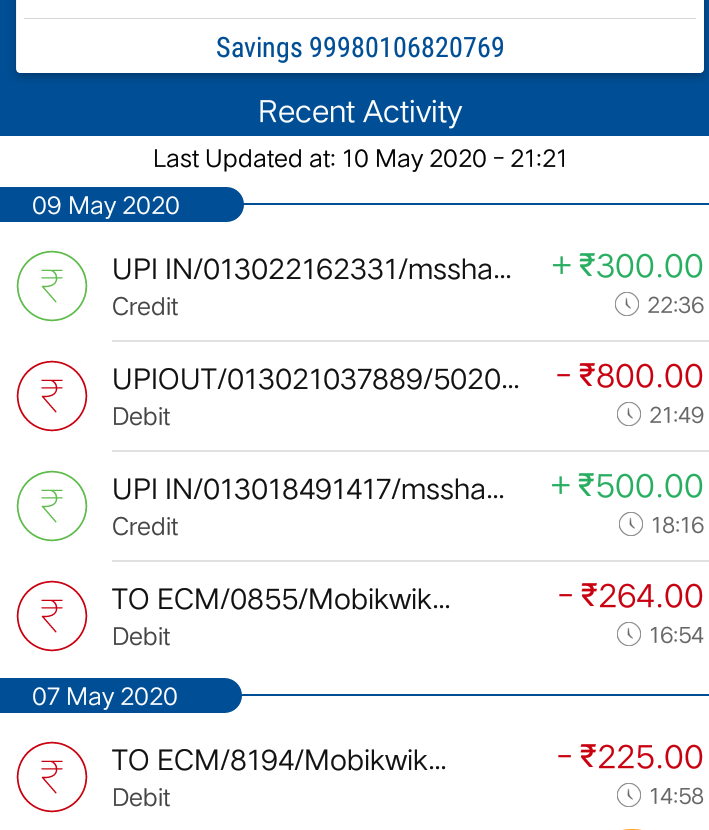 Savings 99980106820769
Recent Activity
Last Updated at: 10 May 2020 - 21:21
09 May 2020
UPI IN/013022162331/mssha... + ₹300.00
Credit 22:36
UPIOUT/013021037889/5020... - ₹800.00
Debit 21:49
UPI IN/013018491417/mssha... + ₹500.00
Credit 18:16
TO ECM/0855/Mobikwik... - ₹264.00
Debit 16:54
07 May 2020
TO ECM/8194/Mobikwik... - ₹225.00
Debit 14:58